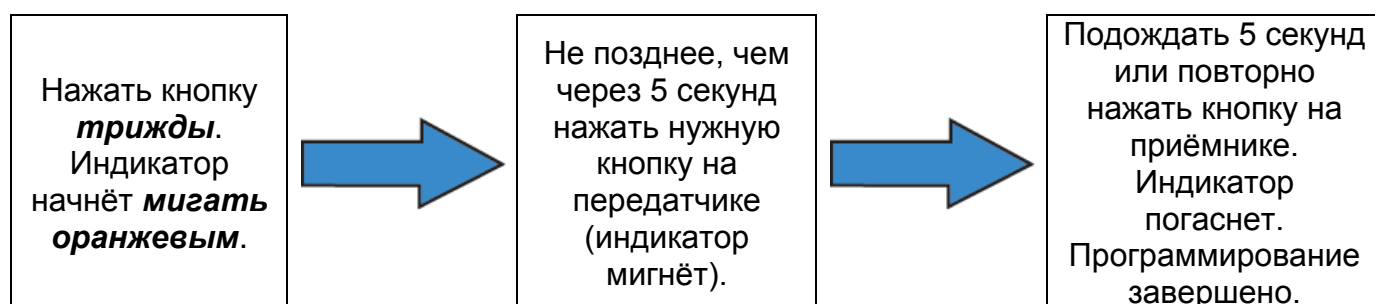 Нажать кнопку
трижды.
Индикатор
начнёт мигать
оранжевым.
Не позднее, чем
через 5 секунд
нажать нужную
кнопку на
передатчике
(индикатор
мигнёт).
Подождать 5 секунд
или повторно
нажать кнопку на
приёмнике.
Индикатор
погаснет.
Программирование
завершено.